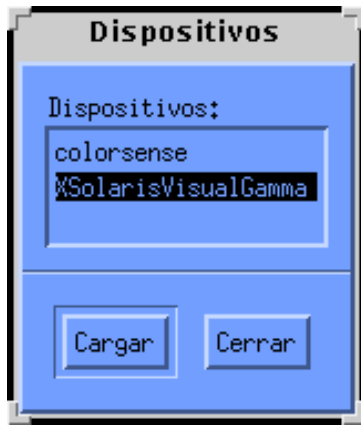 Dispositivos
Dispositivos:
colorsense
XSolarisVisualGamma
Cargar
Cerrar